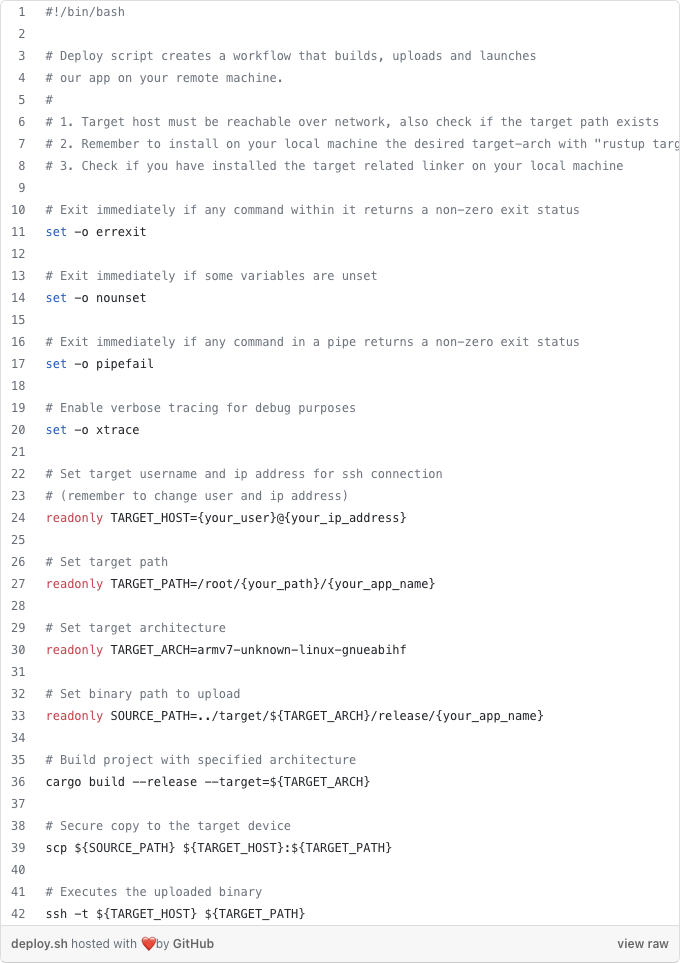 1 #!/bin/bash
2
3 # Deploy script creates a workflow that builds, uploads and launches
4 # our app on your remote machine.
5 #
6 # 1. Target host must be reachable over network, also check if the target path exists
7 # 2. Remember to install on your local machine the desired target-arch with "rustup targ
8 # 3. Check if you have installed the target related linker on your local machine
9
10 # Exit immediately if any command within it returns a non-zero exit status
11 set -o errexit
12
13 # Exit immediately if some variables are unset
14 set -o nounset
15
16 # Exit immediately if any command in a pipe returns a non-zero exit status
17 set -o pipefail
18
19 # Enable verbose tracing for debug purposes
20 set -o xtrace
21
22 # Set target username and ip address for ssh connection
23 # (remember to change user and ip address)
24 readonly TARGET_HOST={your_user}@{your_ip_address}
25
26 # Set target path
27 readonly TARGET_PATH=/root/{your_path}/{your_app_name}
28
29 # Set target architecture
30 readonly TARGET_ARCH=armv7-unknown-linux-gnueabihf
31
32 # Set binary path to upload
33 readonly SOURCE_PATH=../target/${TARGET_ARCH}/release/{your_app_name}
34
35 # Build project with specified architecture
36 cargo build --release --target=${TARGET_ARCH}
37
38 # Secure copy to the target device
39 scp ${SOURCE_PATH} ${TARGET_HOST}:${TARGET_PATH}
40
41 # Executes the uploaded binary
42 ssh -t ${TARGET_HOST} ${TARGET_PATH}
deploy.sh hosted with ❤️by GitHub view raw